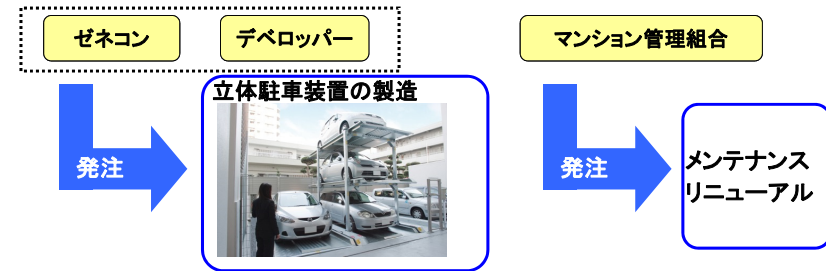 ゼネコン
デベロッパー
マンション管理組合
立体駐車装置の製造
発注
発注
メンテナンス
リニューアル